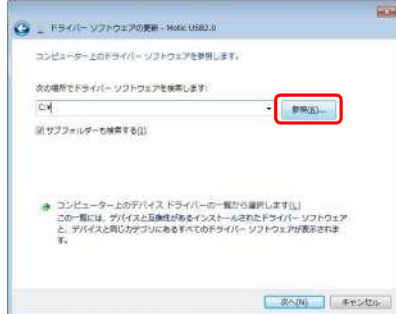 ドライバー ソフトウェアの更新 - Motic USB2.0
コンピューター上のドライバー ソフトウェアを参照します。
次の場所でドライバー ソフトウェアを検索します:
C:¥
参照(R)...
サブフォルダーも検索する(I)
コンピューター上のデバイス ドライバーの一覧から選択します(L)
この一覧には、デバイスと互換性があるインストールされたドライバー ソフトウェア
と、デバイスと同じカテゴリにあるすべてのドライバー ソフトウェアが表示されま
す。
次へ(N)
キャンセル